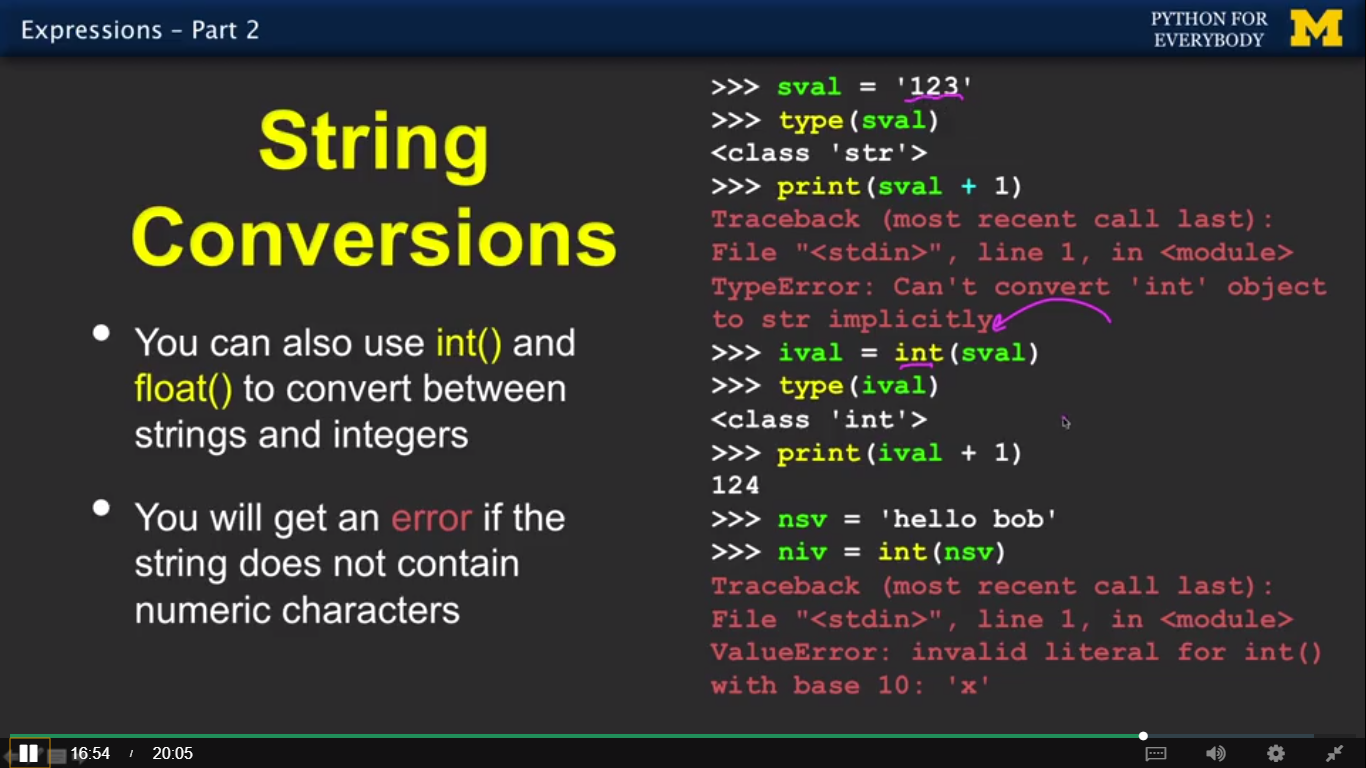 Expressions – Part 2
PYTHON FOR
EVERYBODY
M
String
Conversions
• You can also use int() and
float() to convert between
strings and integers
• You will get an error if the
string does not contain
numeric characters
>>> sval = '123'
>>> type(sval)
<class 'str'>
>>> print(sval + 1)
Traceback (most recent call last):
File "<stdin>", line 1, in <module>
TypeError: Can't convert 'int' object
to str implicitly
>>> ival = int(sval)
>>> type(ival)
<class 'int'>
>>> print(ival + 1)
124
>>> nsv = 'hello bob'
>>> niv = int(nsv)
Traceback (most recent call last):
File "<stdin>", line 1, in <module>
ValueError: invalid literal for int()
with base 10: 'x'
16:54 / 20:05